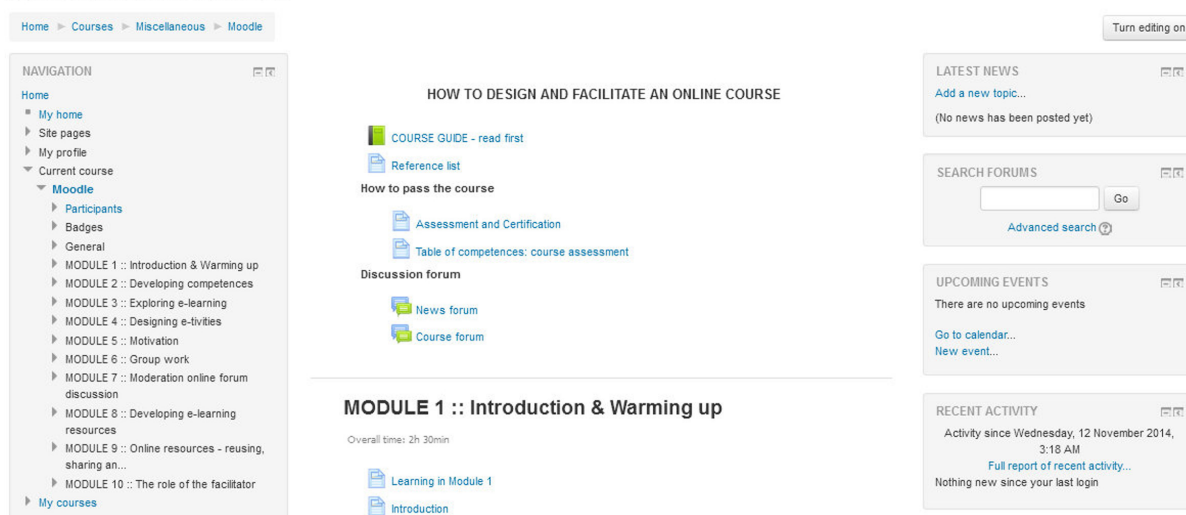 Home ► Courses ► Miscellaneous ► Moodle
Turn editing on
NAVIGATION
Home
My home
Site pages
My profile
Current course
Moodle
Participants
Badges
General
MODULE 1 :: Introduction & Warming up
MODULE 2 :: Developing competences
MODULE 3 :: Exploring e-learning
MODULE 4 :: Designing e-tivities
MODULE 5 :: Motivation
MODULE 6 :: Group work
MODULE 7 :: Moderation online forum
discussion
MODULE 8 :: Developing e-learning
resources
MODULE 9 :: Online resources - reusing,
sharing an...
MODULE 10 :: The role of the facilitator
My courses
HOW TO DESIGN AND FACILITATE AN ONLINE COURSE
COURSE GUIDE - read first
Reference list
How to pass the course
Assessment and Certification
Table of competences: course assessment
Discussion forum
News forum
Course forum
MODULE 1 :: Introduction & Warming up
Overall time: 2h 30min
Learning in Module 1
Introduction
LATEST NEWS
Add a new topic...
(No news has been posted yet)
SEARCH FORUMS
Go
Advanced search ?
UPCOMING EVENTS
There are no upcoming events
Go to calendar...
New event...
RECENT ACTIVITY
Activity since Wednesday, 12 November 2014,
3:18 AM
Full report of recent activity...
Nothing new since your last login